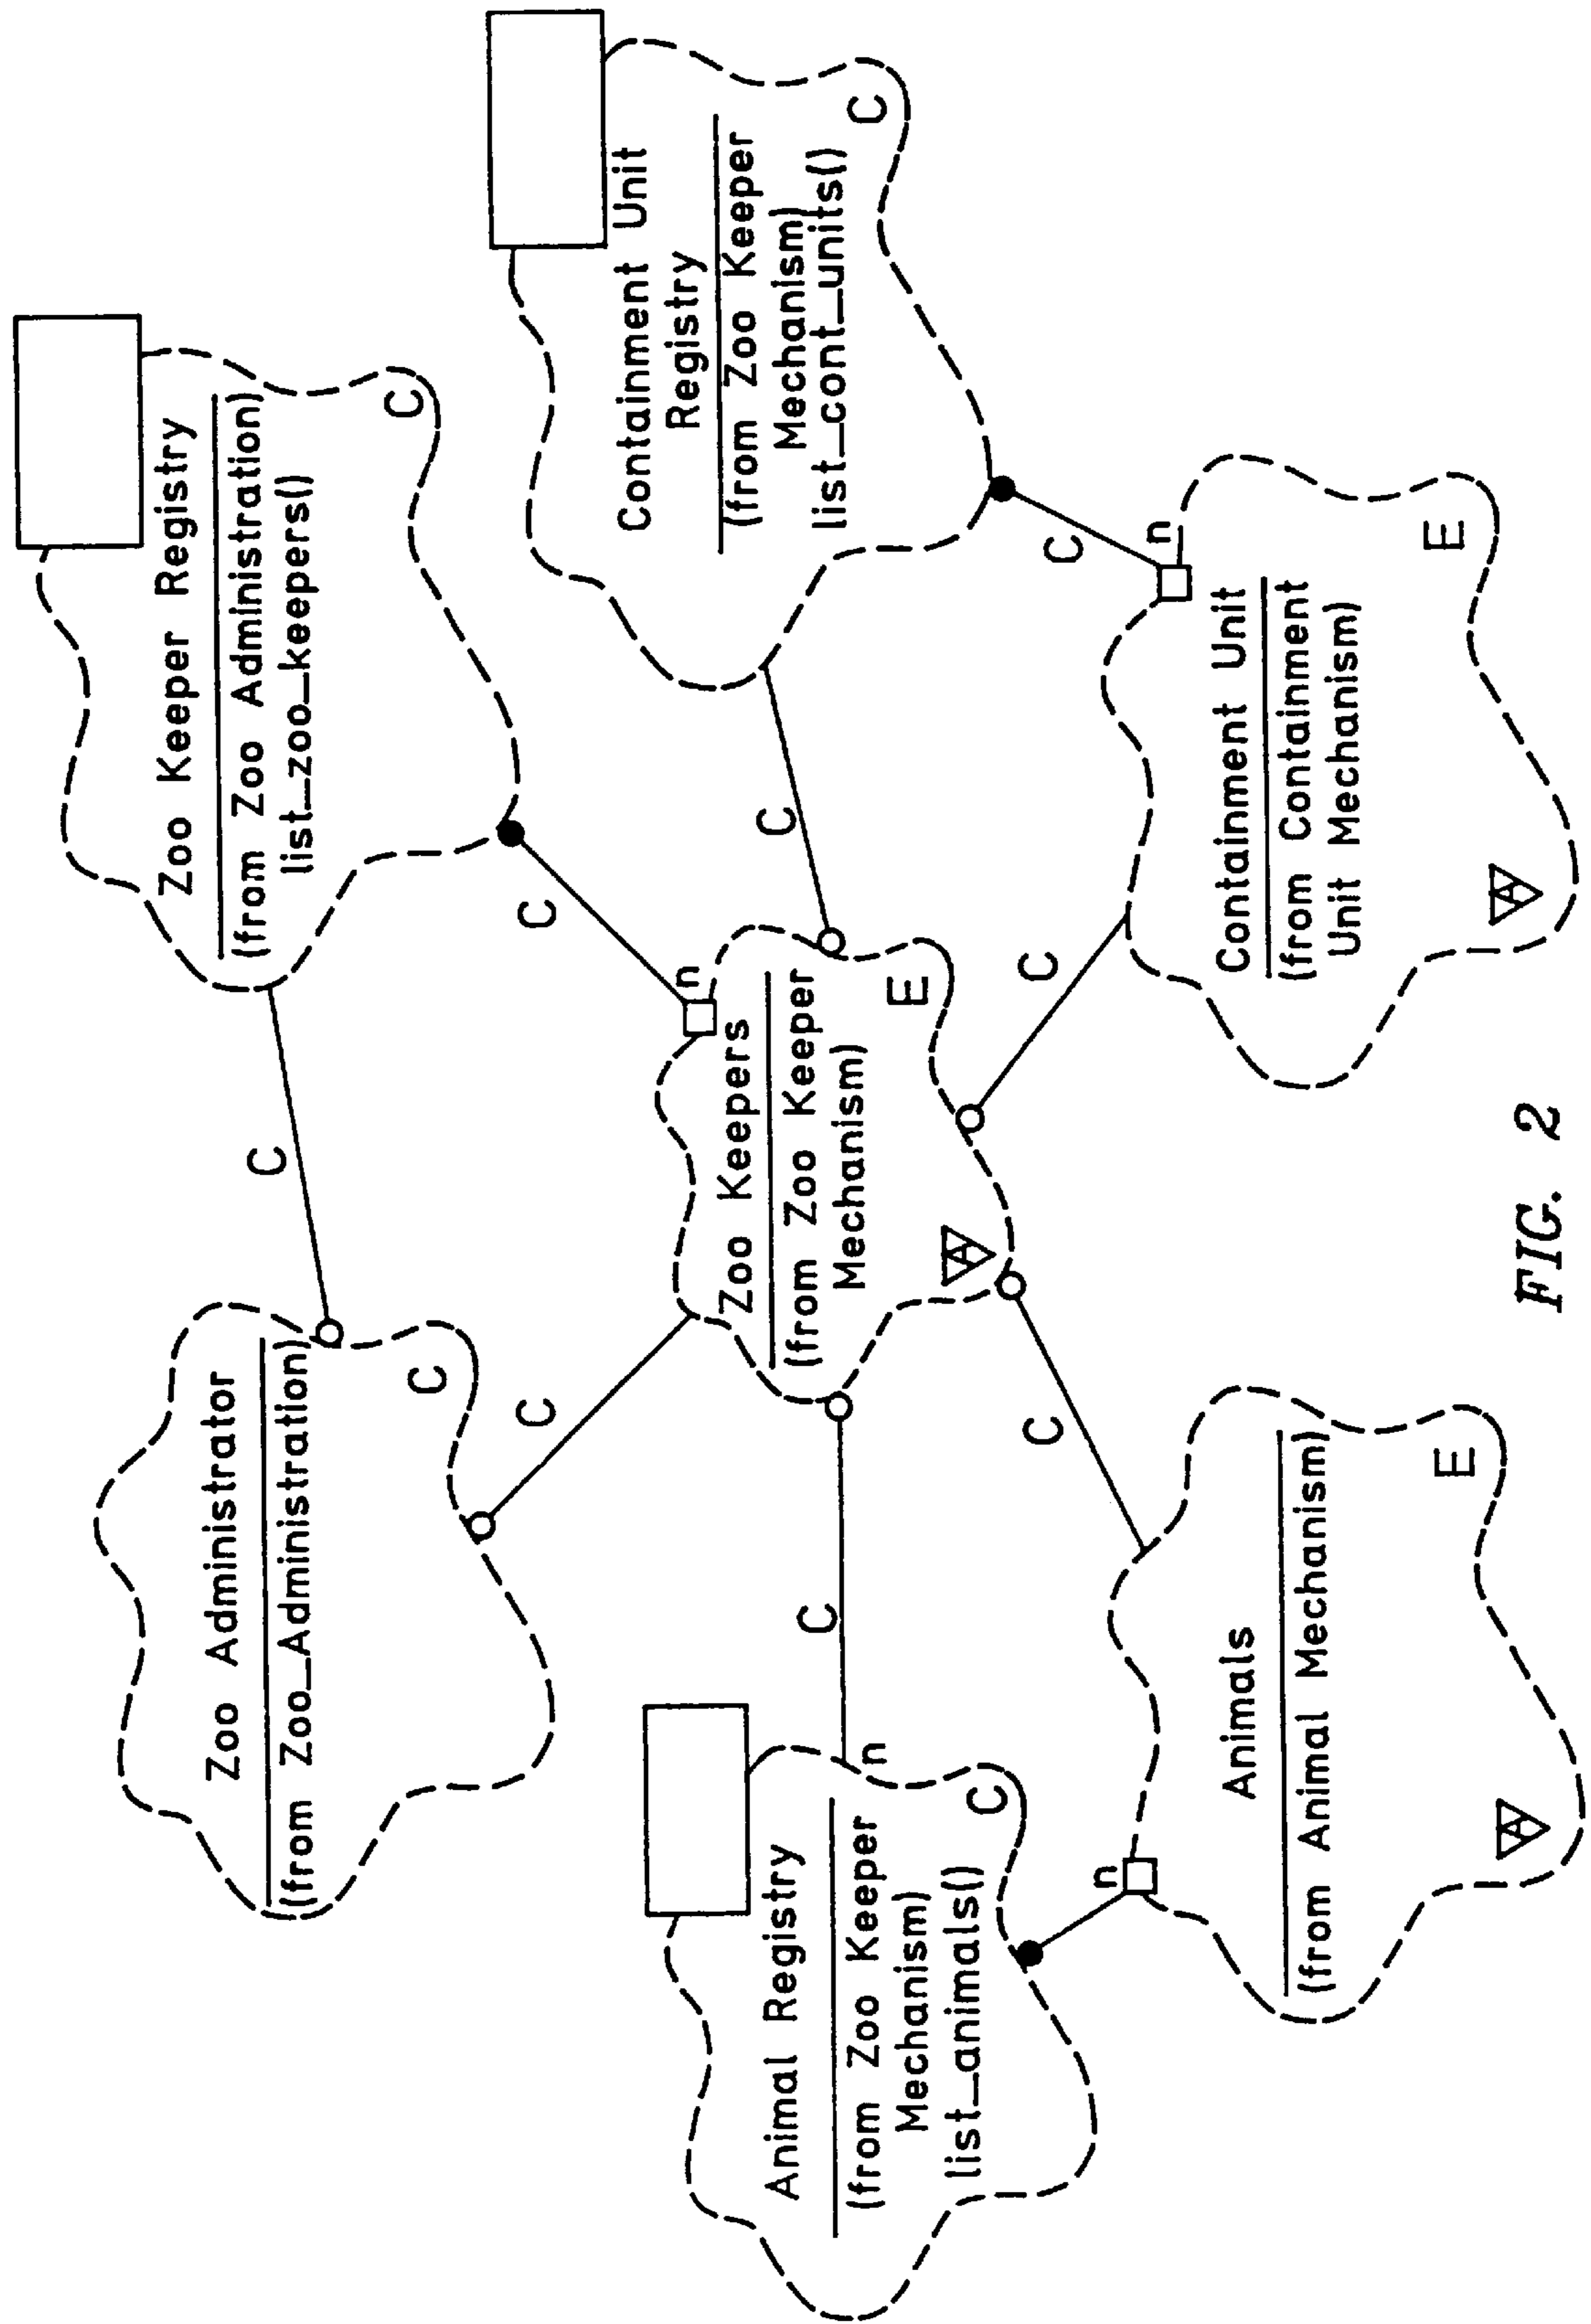 Zoo Administrator
(from Zoo_Administration)
C
C
Zoo Keeper Registry
(from Zoo Administration)
list_zoo_keepers()
C
C
C
n
Animal Registry
(from Zoo Keeper
Mechanism)
list_animals()
C
n
C
Zoo Keepers
(from Zoo Keeper
Mechanism)
E
A
C
Containment Unit
Registry
(from Zoo Keeper
Mechanism)
list_cont_units()
C
C
C
C
n
n
Animals
(from Animal Mechanism)
E
A
Containment Unit
(from Containment
Unit Mechanism)
E
A
FIG. 2